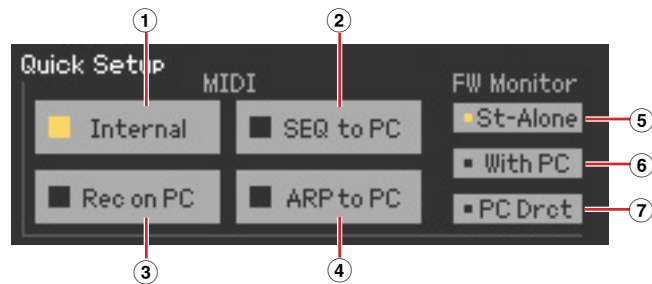 1
2
Quick Setup
MIDI
FW Monitor
Internal
SEQ to PC
St-Alone
5
With PC
6
Rec on PC
ARP to PC
PC Drct
7
3
4